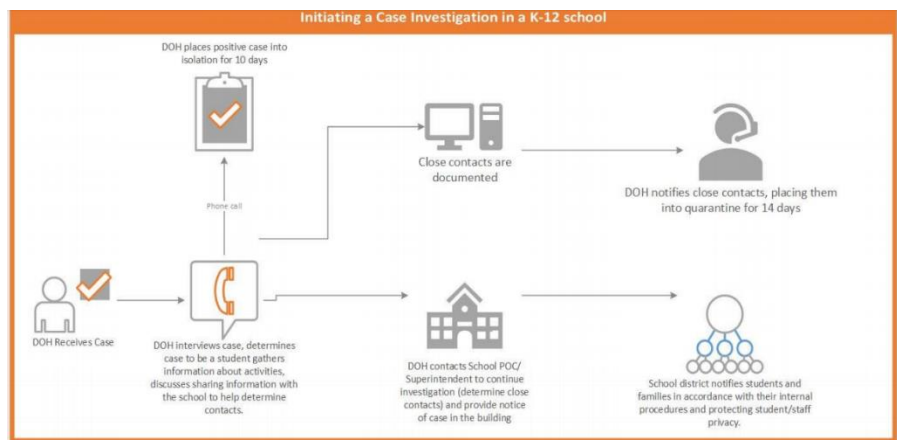 Initiating a Case Investigation in a K-12 school
DOH places positive case into
isolation for 10 days
Phone call
Close contacts are
documented
DOH notifies close contacts, placing them
into quarantine for 14 days
DOH Receives Case
DOH interviews case, determines
case to be a student gathers
information about activities,
discusses sharing information with
the school to help determine
contacts.
DOH contacts School POC/
Superintendent to continue
investigation (determine close
contacts) and provide notice
of case in the building
School district notifies students and
families in accordance with their internal
procedures and protecting student/staff
privacy.